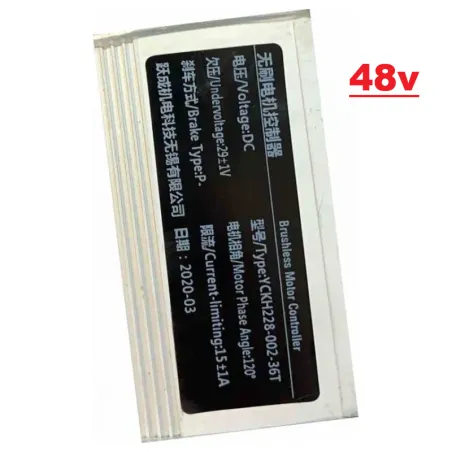 48v
无刷电机控制器 Brushless Motor Controller
电压/Voltage:DC 型号/Type:YCKH228-002-36T
欠压/Undervoltage:29±1V 电机相角/Motor Phase Angle:120°
刹车方式/Brake Type:P- 限流/Current-limiting:15±1A
跃成机电科技无锡有限公司 日期:2020-03